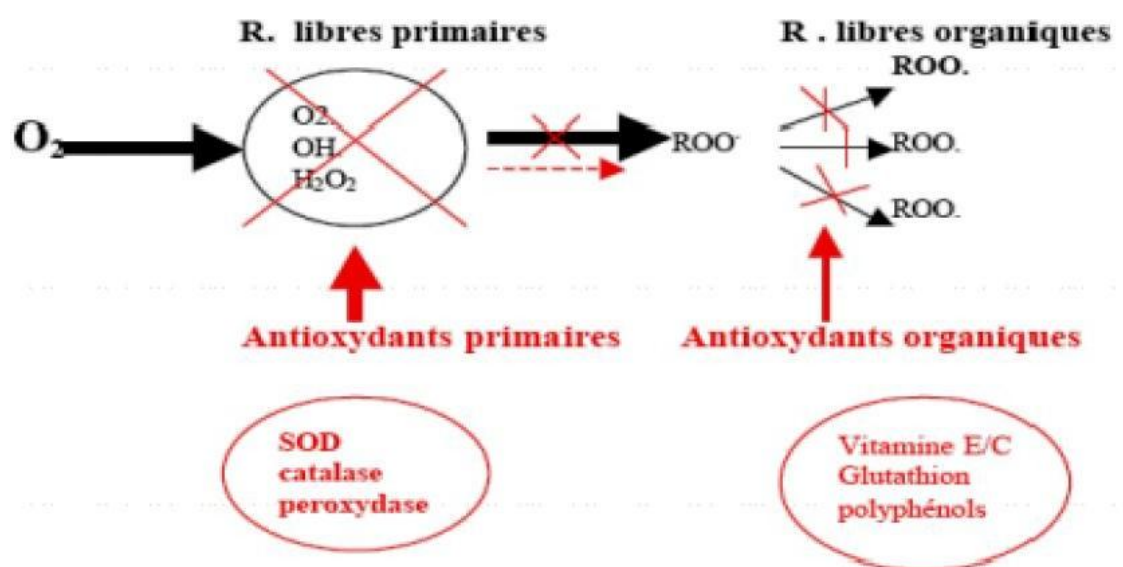 R. libres primaires
R . libres organiques
ROO.
O2.
O₂
OH.
ROO·
ROO.
H₂O₂
ROO.
Antioxydants primaires
Antioxydants organiques
SOD
catalase
peroxydase
Vitamine E/C
Glutathion
polyphénols